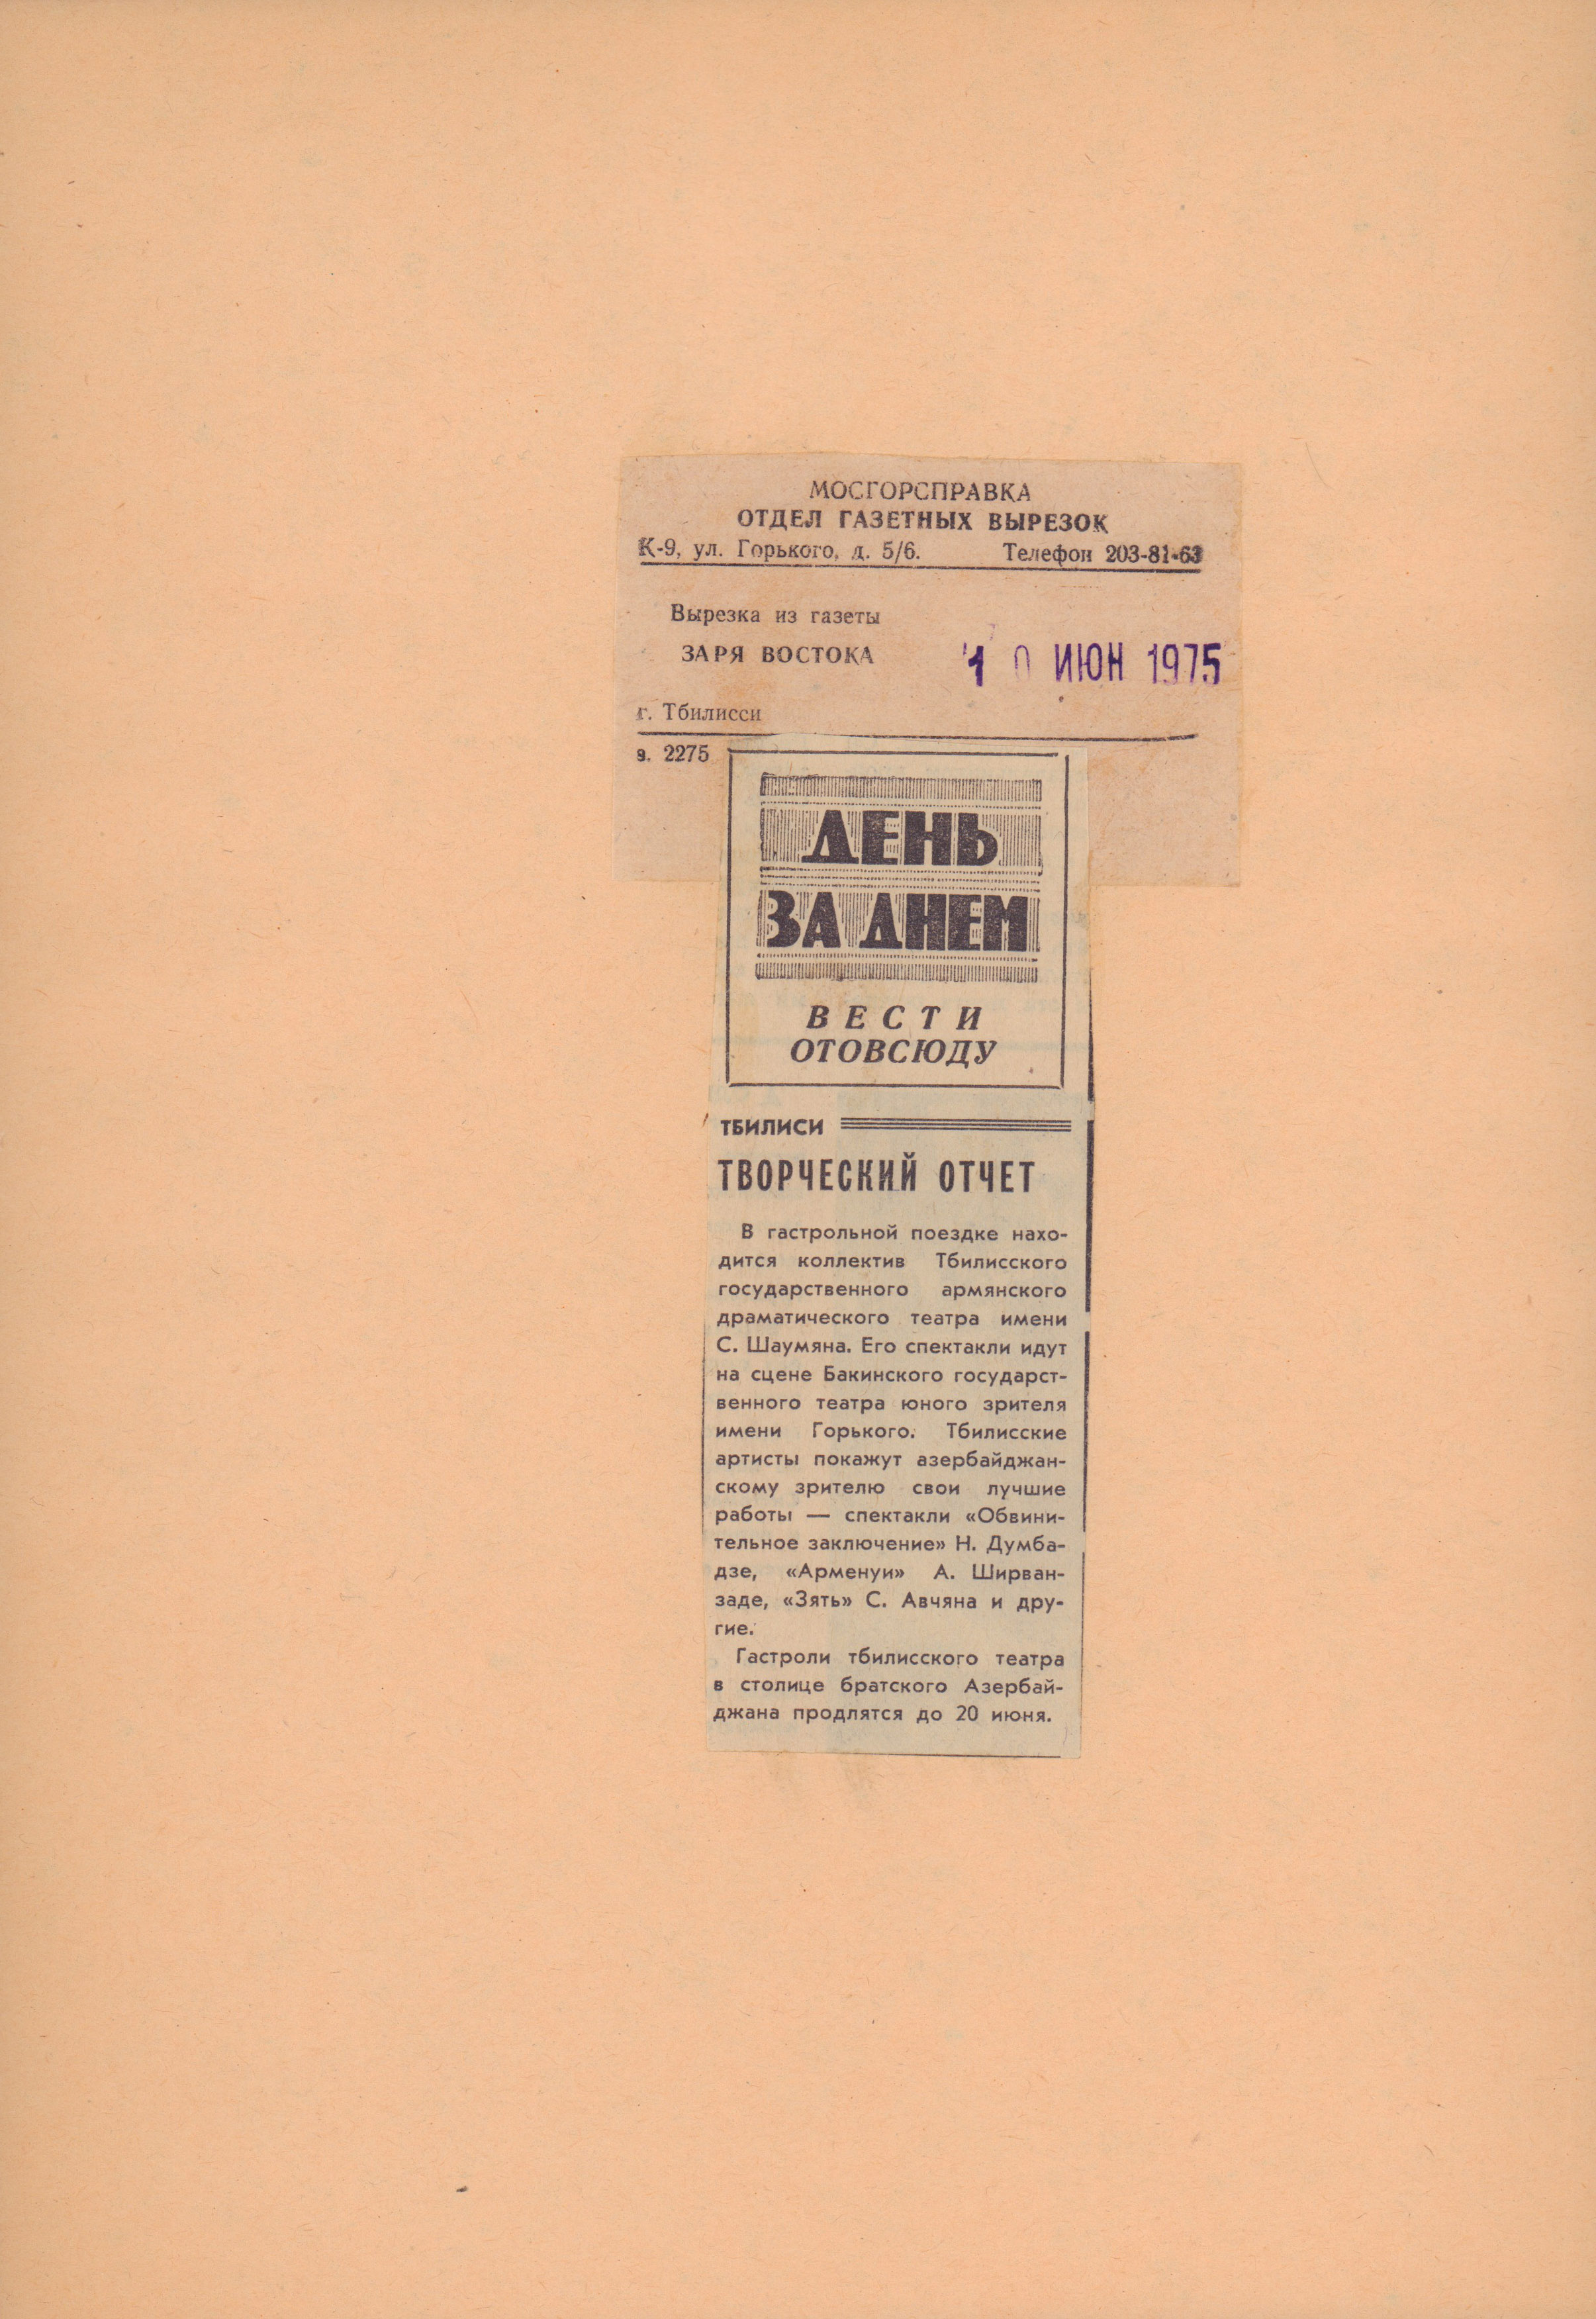 МОСГОРСПРАВКА
ОТДЕЛ ГАЗЕТНЫХ ВЫРЕЗОК
К-9, ул. Горького, д. 5/6. Телефон 203-81-63
Вырезка из газеты
ЗАРЯ ВОСТОКА
10 ИЮН 1975
г. Тбилисси
з. 2275
ДЕНЬ
ЗА ДНЕМ
ВЕСТИ
ОТОВСЮДУ
ТБИЛИСИ
ТВОРЧЕСКИЙ ОТЧЕТ
В гастрольной поездке нахо-
дится коллектив Тбилисского
государственного армянского
драматического театра имени
С. Шаумяна. Его спектакли идут
на сцене Бакинского государст-
венного театра юного зрителя
имени Горького. Тбилисские
артисты покажут азербайджан-
скому зрителю свои лучшие
работы — спектакли «Обвини-
тельное заключение» Н. Думба-
дзе, «Арменуи» А. Ширван-
заде, «Зять» С. Авчяна и дру-
гие.
Гастроли тбилисского театра
в столице братского Азербай-
джана продлятся до 20 июня.